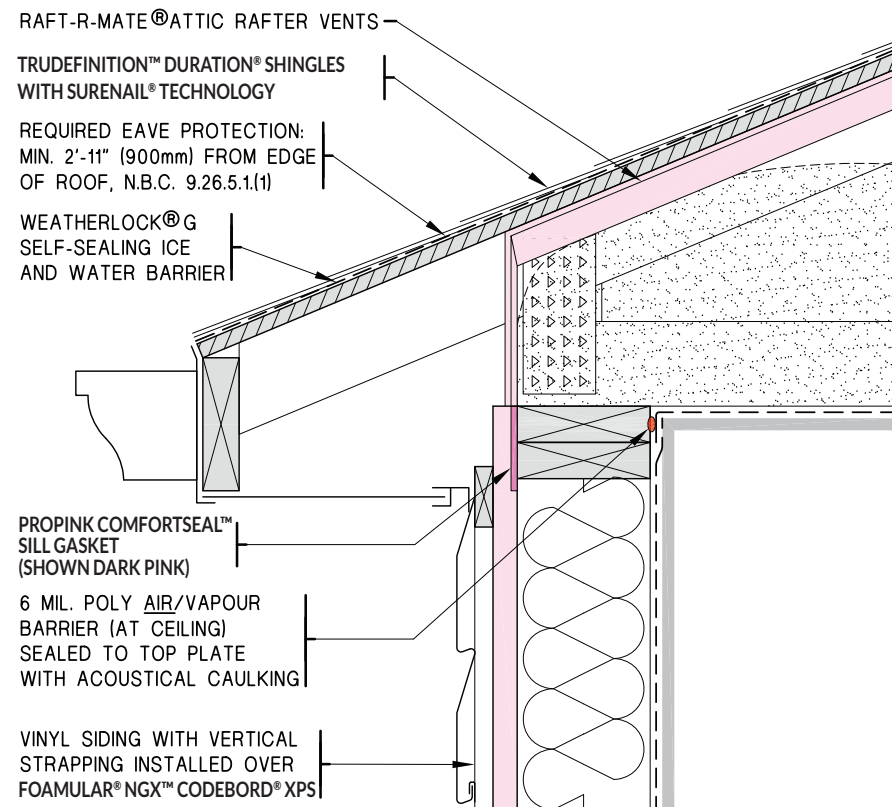 RAFT-R-MATE® ATTIC RAFTER VENTS
TRUDEFINITION™ DURATION® SHINGLES
WITH SURENAIL® TECHNOLOGY
REQUIRED EAVE PROTECTION:
MIN. 2'-11" (900mm) FROM EDGE
OF ROOF, N.B.C. 9.26.5.1.(1)
WEATHERLOCK® G
SELF-SEALING ICE
AND WATER BARRIER
PROPINK COMFORTSEAL™
SILL GASKET
(SHOWN DARK PINK)
6 MIL. POLY AIR/VAPOUR
BARRIER (AT CEILING)
SEALED TO TOP PLATE
WITH ACOUSTICAL CAULKING
VINYL SIDING WITH VERTICAL
STRAPPING INSTALLED OVER
FOAMULAR® NGX™ CODEBORD® XPS